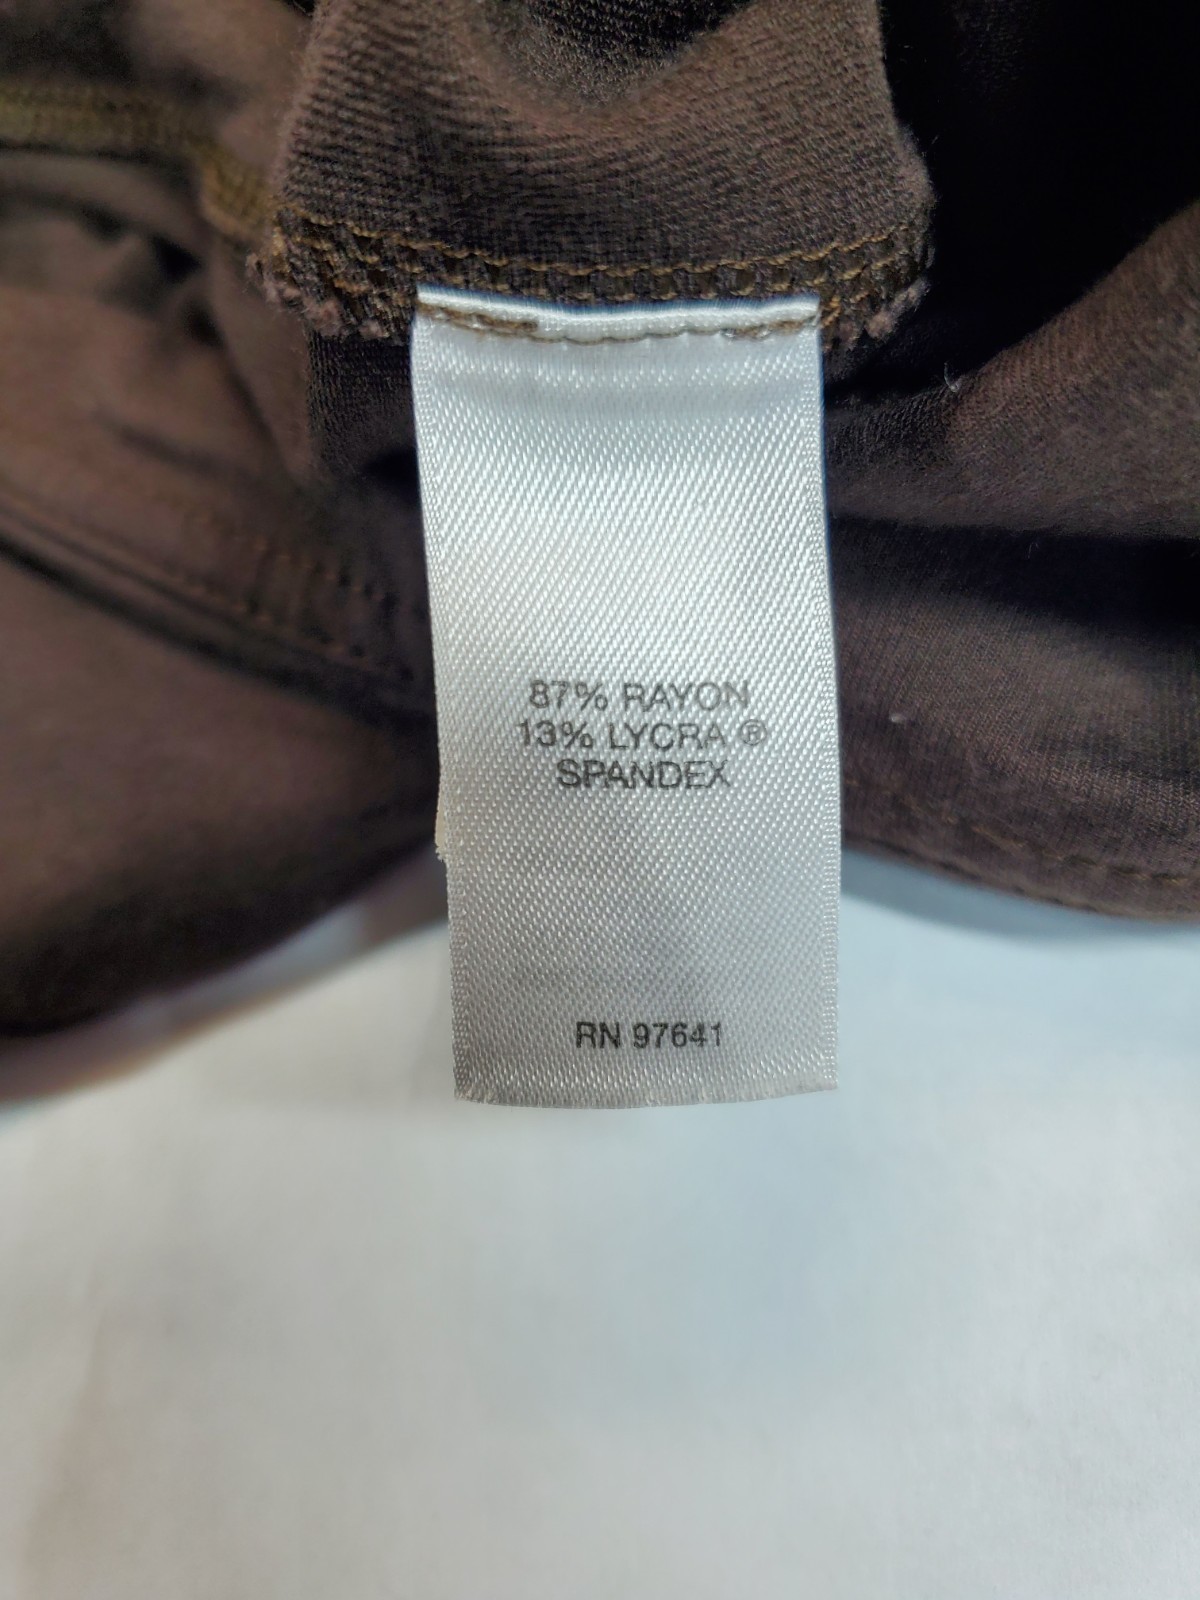 87% RAYON
13% LYCRA ®
SPANDEX
RN 97641